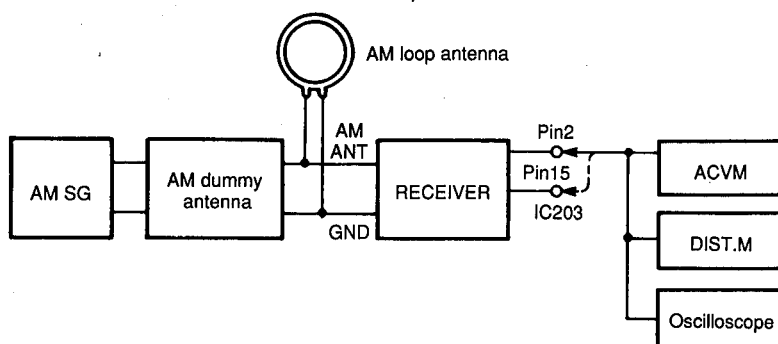 AM loop antenna
AM SG
AM dummy
antenna
AM
ANT
GND
RECEIVER
Pin2
Pin15
IC203
ACVM
DIST.M
Oscilloscope